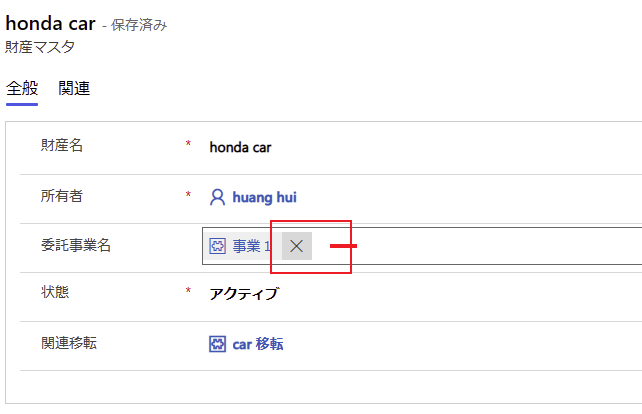 honda car - 保存済み
財産マスタ
全般 関連
財産名 * honda car
所有者 * huang hui
委託事業名 事業 1
状態 * アクティブ
関連移転 car 移転